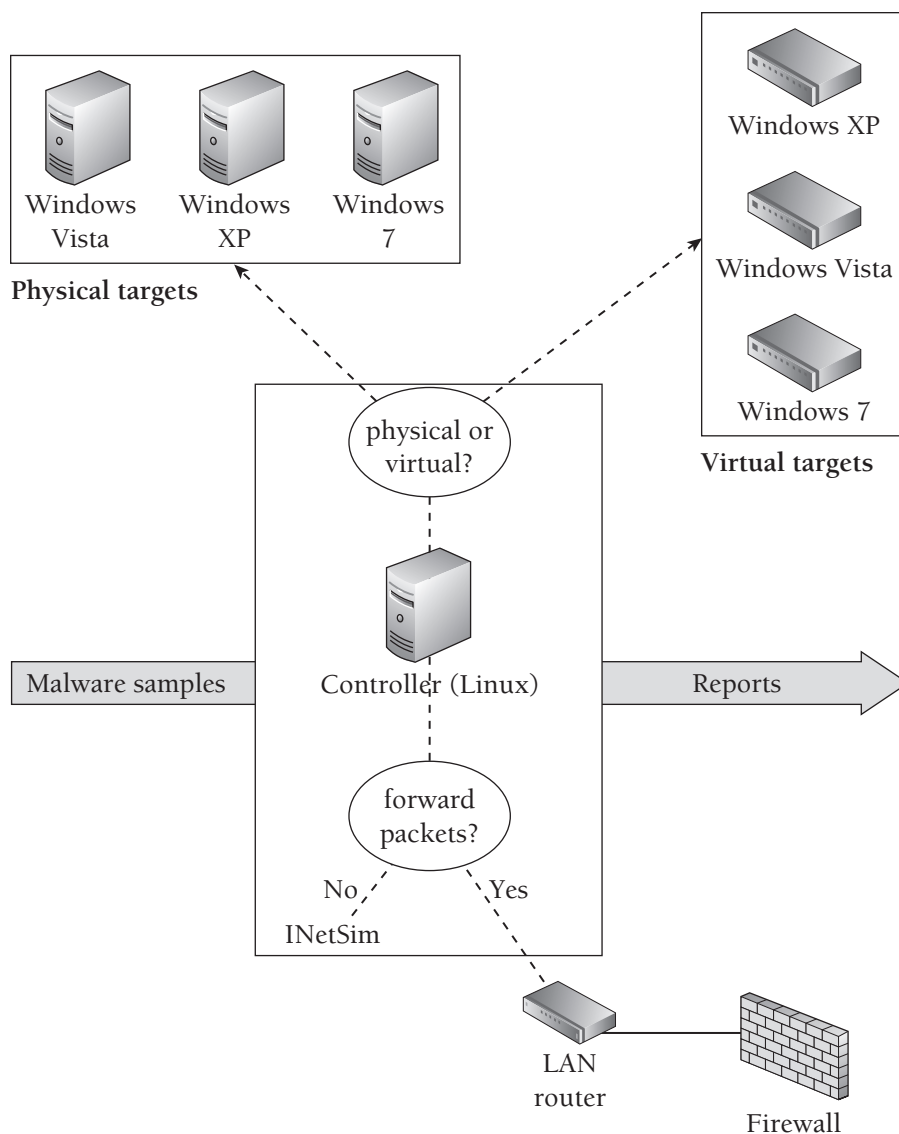 Windows
Vista
Windows
XP
Windows
7
Physical targets
Windows XP
Windows Vista
Windows 7
Virtual targets
physical or
virtual?
Malware samples
Controller (Linux)
Reports
forward
packets?
No
Yes
INetSim
LAN
router
Firewall